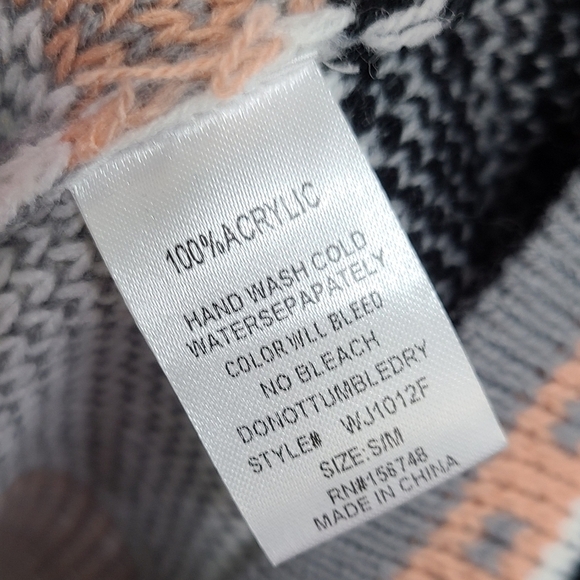 100%ACRYLIC
HAND WASH COLD
WATERSEPAPATELY
COLOR WLL BLEED
NO BLEACH
DONOTTUMBLEDRY
STYLE# WJ1012F
SIZE:S/M
RN#156748
MADE IN CHINA